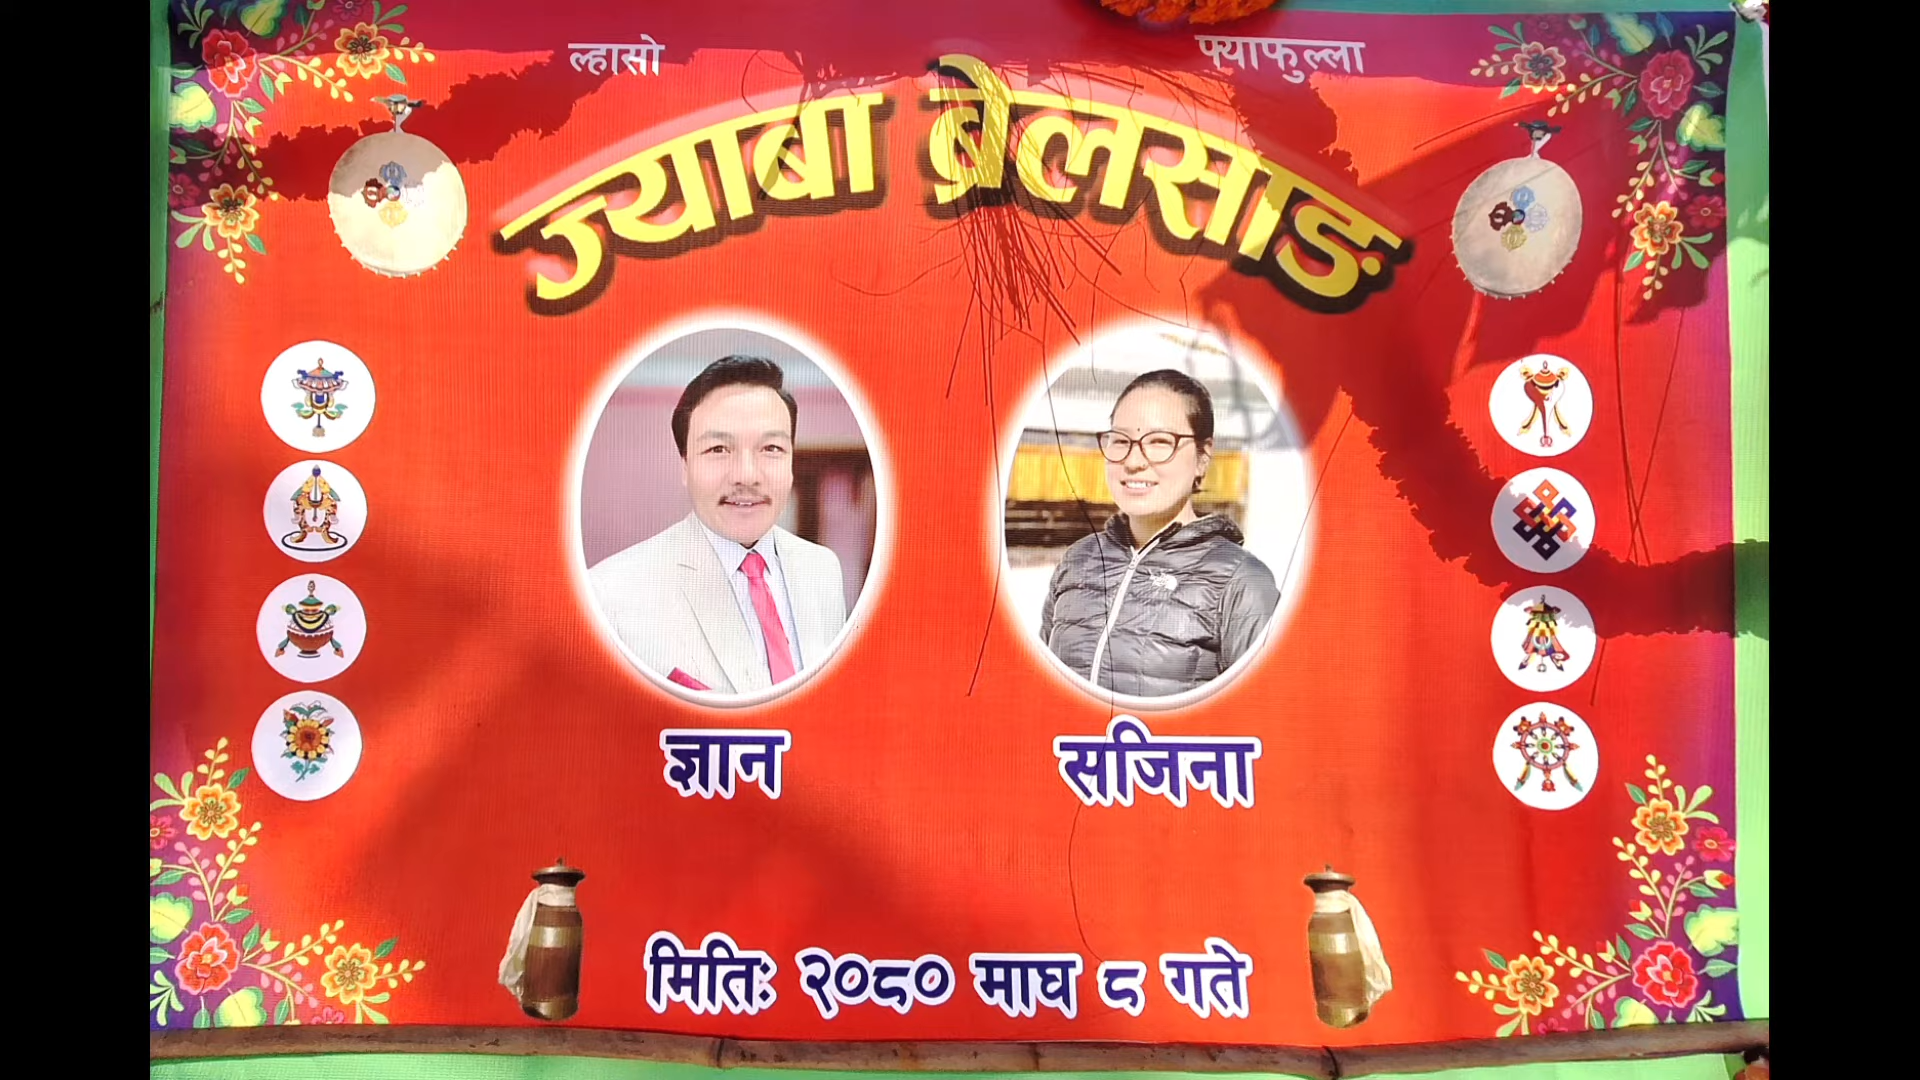 ल्हासो फ्याफुल्ला
ज्याबा ब्रेलसाङ
ज्ञान सजिना
मितिः २०८० माघ ८ गते